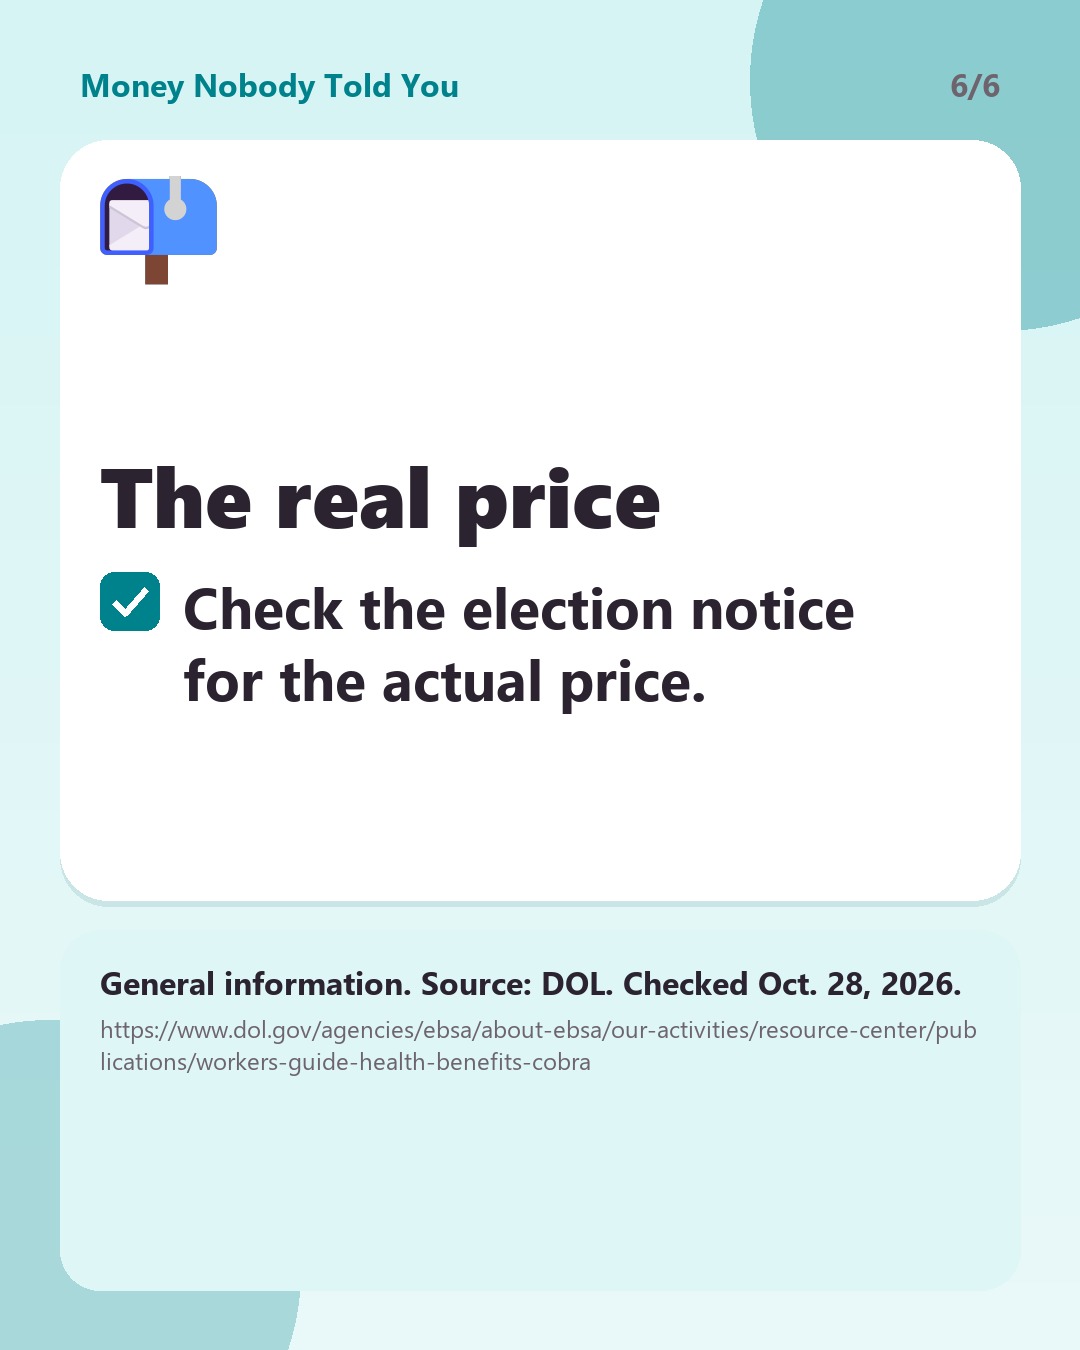 Money Nobody Told You
6/6
The real price
Check the election notice
for the actual price.
General information. Source: DOL. Checked Oct. 28, 2026.
https://www.dol.gov/agencies/ebsa/about-ebsa/our-activities/resource-center/pub
lications/workers-guide-health-benefits-cobra